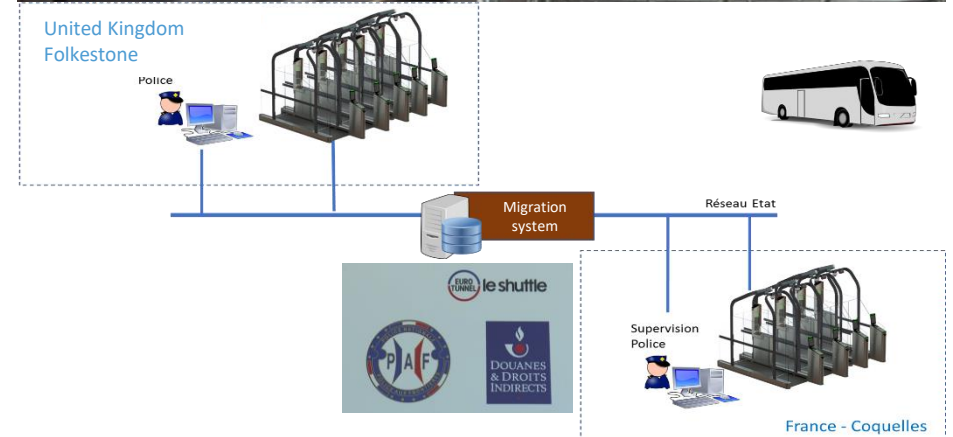 United Kingdom
Folkestone
Police
Migration
system
Réseau Etat
EURO
TUNNEL
le shuttle
PAF
DOUANES
& DROITS
INDIRECTS
Supervision
Police
France - Coquelles